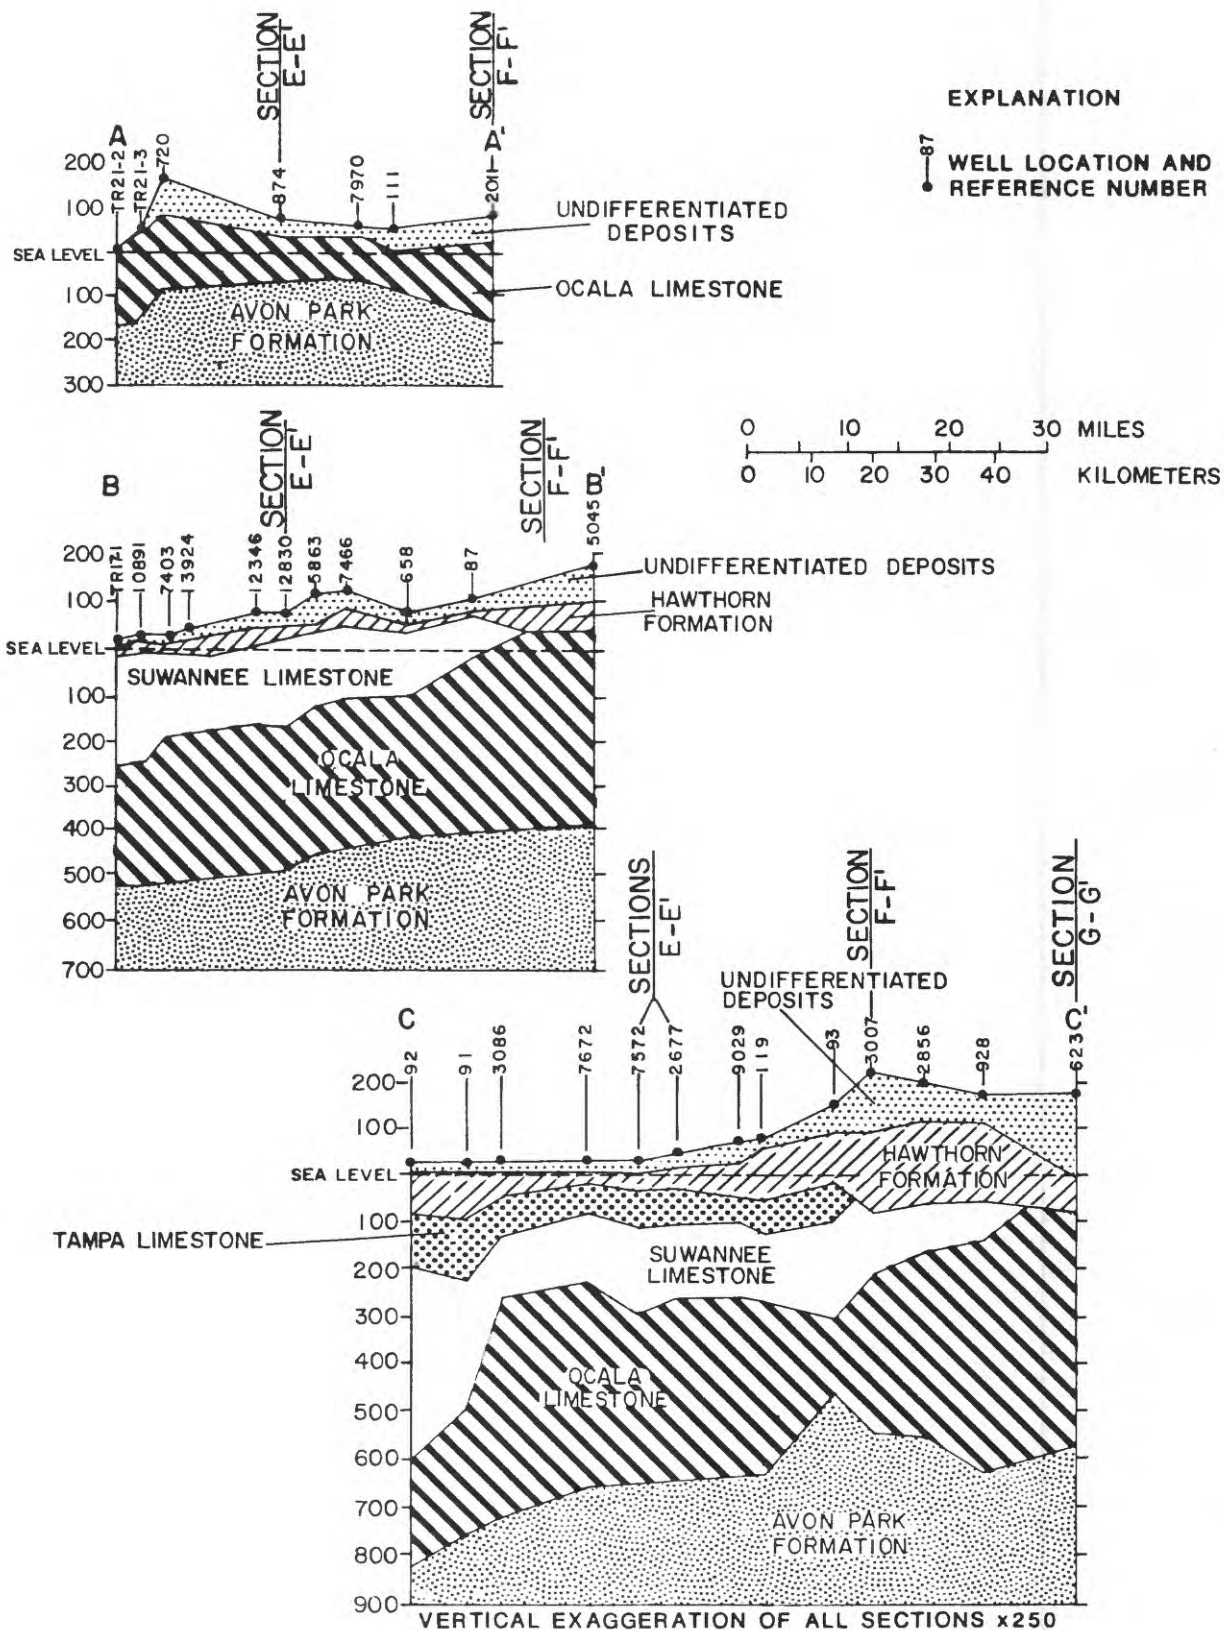 SECTION
E-E'
SECTION
F-F'
EXPLANATION
87
WELL LOCATION AND
REFERENCE NUMBER
A
A'
TR21-2
TR21-3
720
874
7970
111
2011
200
100
SEA LEVEL
100
200
300
UNDIFFERENTIATED
DEPOSITS
OCALA LIMESTONE
AVON PARK
FORMATION
0 10 20 30 MILES
0 10 20 30 40 KILOMETERS
SECTION
E-E'
SECTION
F-F'
B
B'
TR17-1
10891
7403
13924
12346
12830
5863
7466
658
87
5045
200
100
SEA LEVEL
100
200
300
400
500
600
700
UNDIFFERENTIATED DEPOSITS
HAWTHORN
FORMATION
SUWANNEE LIMESTONE
OCALA
LIMESTONE
AVON PARK
FORMATION
SECTIONS
E-E'
SECTION
F-F'
SECTION
G-G'
UNDIFFERENTIATED
DEPOSITS
C
C'
92
91
3086
7672
7572
2677
9029
119
93
3007
2856
928
623
200
100
SEA LEVEL
100
200
300
400
500
600
700
800
900
HAWTHORN
FORMATION
TAMPA LIMESTONE
SUWANNEE
LIMESTONE
OCALA
LIMESTONE
AVON PARK
FORMATION
VERTICAL EXAGGERATION OF ALL SECTIONS x250